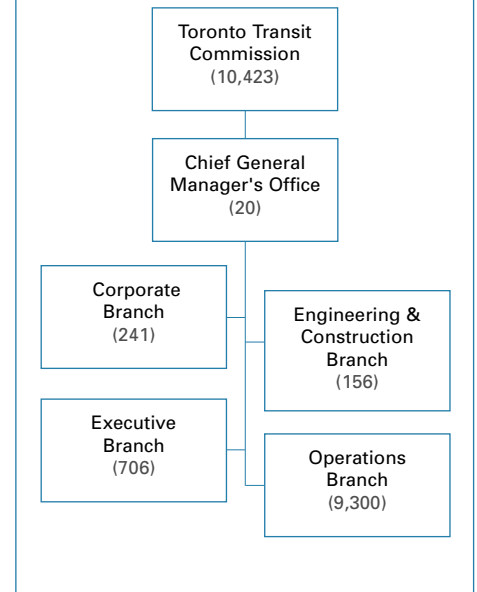 Toronto Transit
Commission
(10,423)
Chief General
Manager's Office
(20)
Corporate
Branch
(241)
Engineering &
Construction
Branch
(156)
Executive
Branch
(706)
Operations
Branch
(9,300)